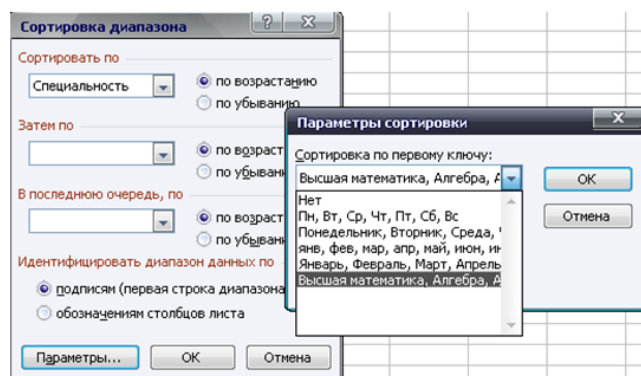 Сортировка диапазона
Сортировать по
Специальность
по возрастанию
по убыванию
Затем по
по возраст
по убывани
В последнюю очередь, по
по возраст
по убывани
Идентифицировать диапазон данных по
подписям (первая строка диапазона
обозначениям столбцов листа
Параметры...
ОК
Отмена
Параметры сортировки
Сортировка по первому ключу:
Высшая математика, Алгебра, А
ОК
Отмена
Нет
Пн, Вт, Ср, Чт, Пт, Сб, Вс
Понедельник, Вторник, Среда,
янв, фев, мар, апр, май, июн, ин
Январь, Февраль, Март, Апрель
Высшая математика, Алгебра, А